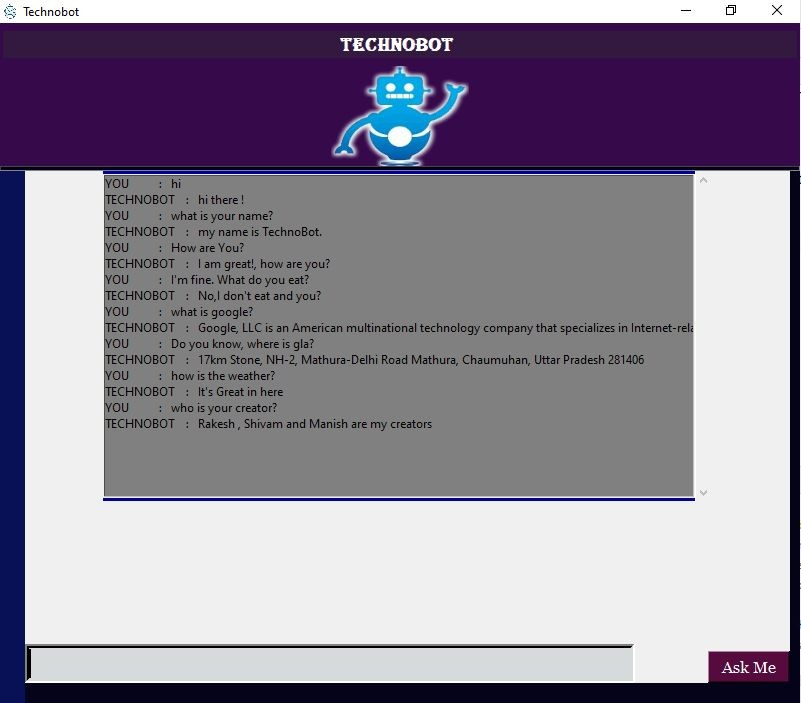 Technobot
TECHNOBOT
YOU : hi
TECHNOBOT : hi there !
YOU : what is your name?
TECHNOBOT : my name is TechnoBot.
YOU : How are You?
TECHNOBOT : I am great!, how are you?
YOU : I'm fine. What do you eat?
TECHNOBOT : No,I don't eat and you?
YOU : what is google?
TECHNOBOT : Google, LLC is an American multinational technology company that specializes in Internet-rela
YOU : Do you know, where is gla?
TECHNOBOT : 17km Stone, NH-2, Mathura-Delhi Road Mathura, Chaumuhan, Uttar Pradesh 281406
YOU : how is the weather?
TECHNOBOT : It's Great in here
YOU : who is your creator?
TECHNOBOT : Rakesh , Shivam and Manish are my creators
Ask Me